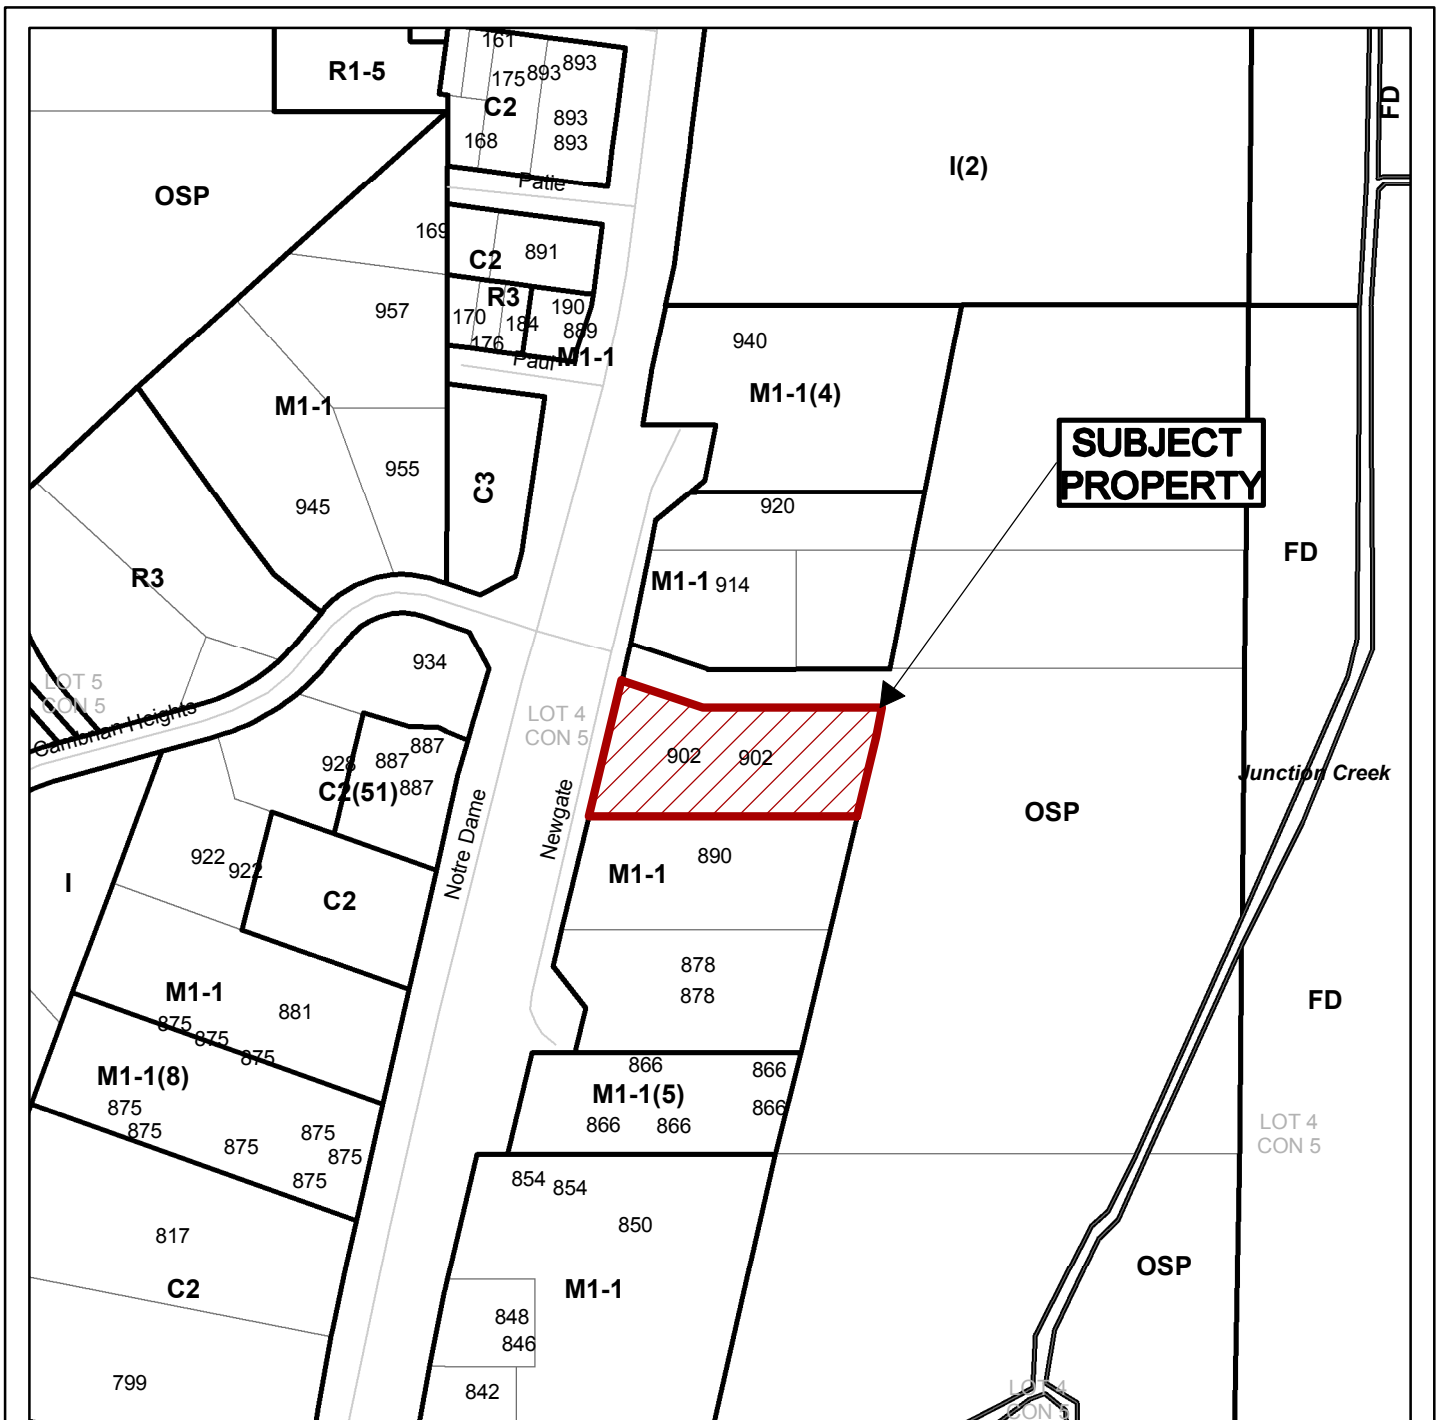 161
R1-5
893
893
175
C2
FD
893
168
893
I(2)
Patie
OSP
169
891
C2
R3
190
957
170
184
889
176
940
Paul
M1-1
M1-1(4)
M1-1
SUBJECT
PROPERTY
955
C3
945
920
FD
R3
M1-1
914
934
LOT 5
CON 5
Cambrian Heights
LOT 4
CON 5
887
928
887
902
902
Junction Creek
C2(51)
887
OSP
Notre Dame
Newgate
922
922
890
M1-1
I
C2
878
M1-1
878
881
FD
875
875
875
866
866
M1-1(8)
M1-1(5)
875
866
875
875
866
866
LOT 4
CON 5
875
875
875
854
854
850
817
OSP
C2
M1-1
848
846
799
842
LOT 4
CON 5